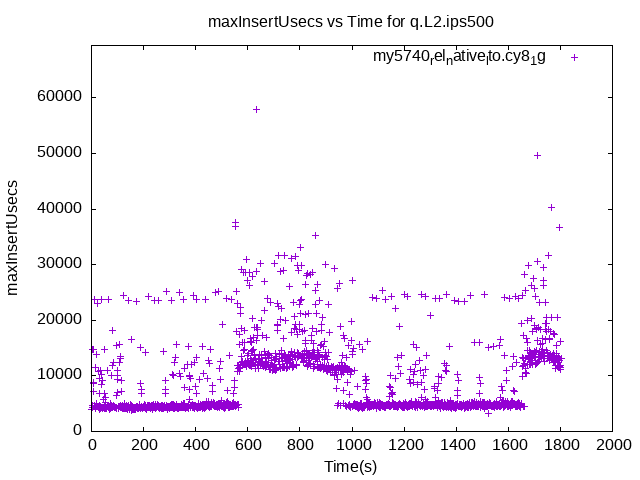 maxInsertUsecs vs Time for q.L2.ips500
my5740relnativelto.cy81g
60000
50000
40000
30000
20000
10000
0
maxInsertUsecs
0 200 400 600 800 1000 1200 1400 1600 1800 2000
Time(s)